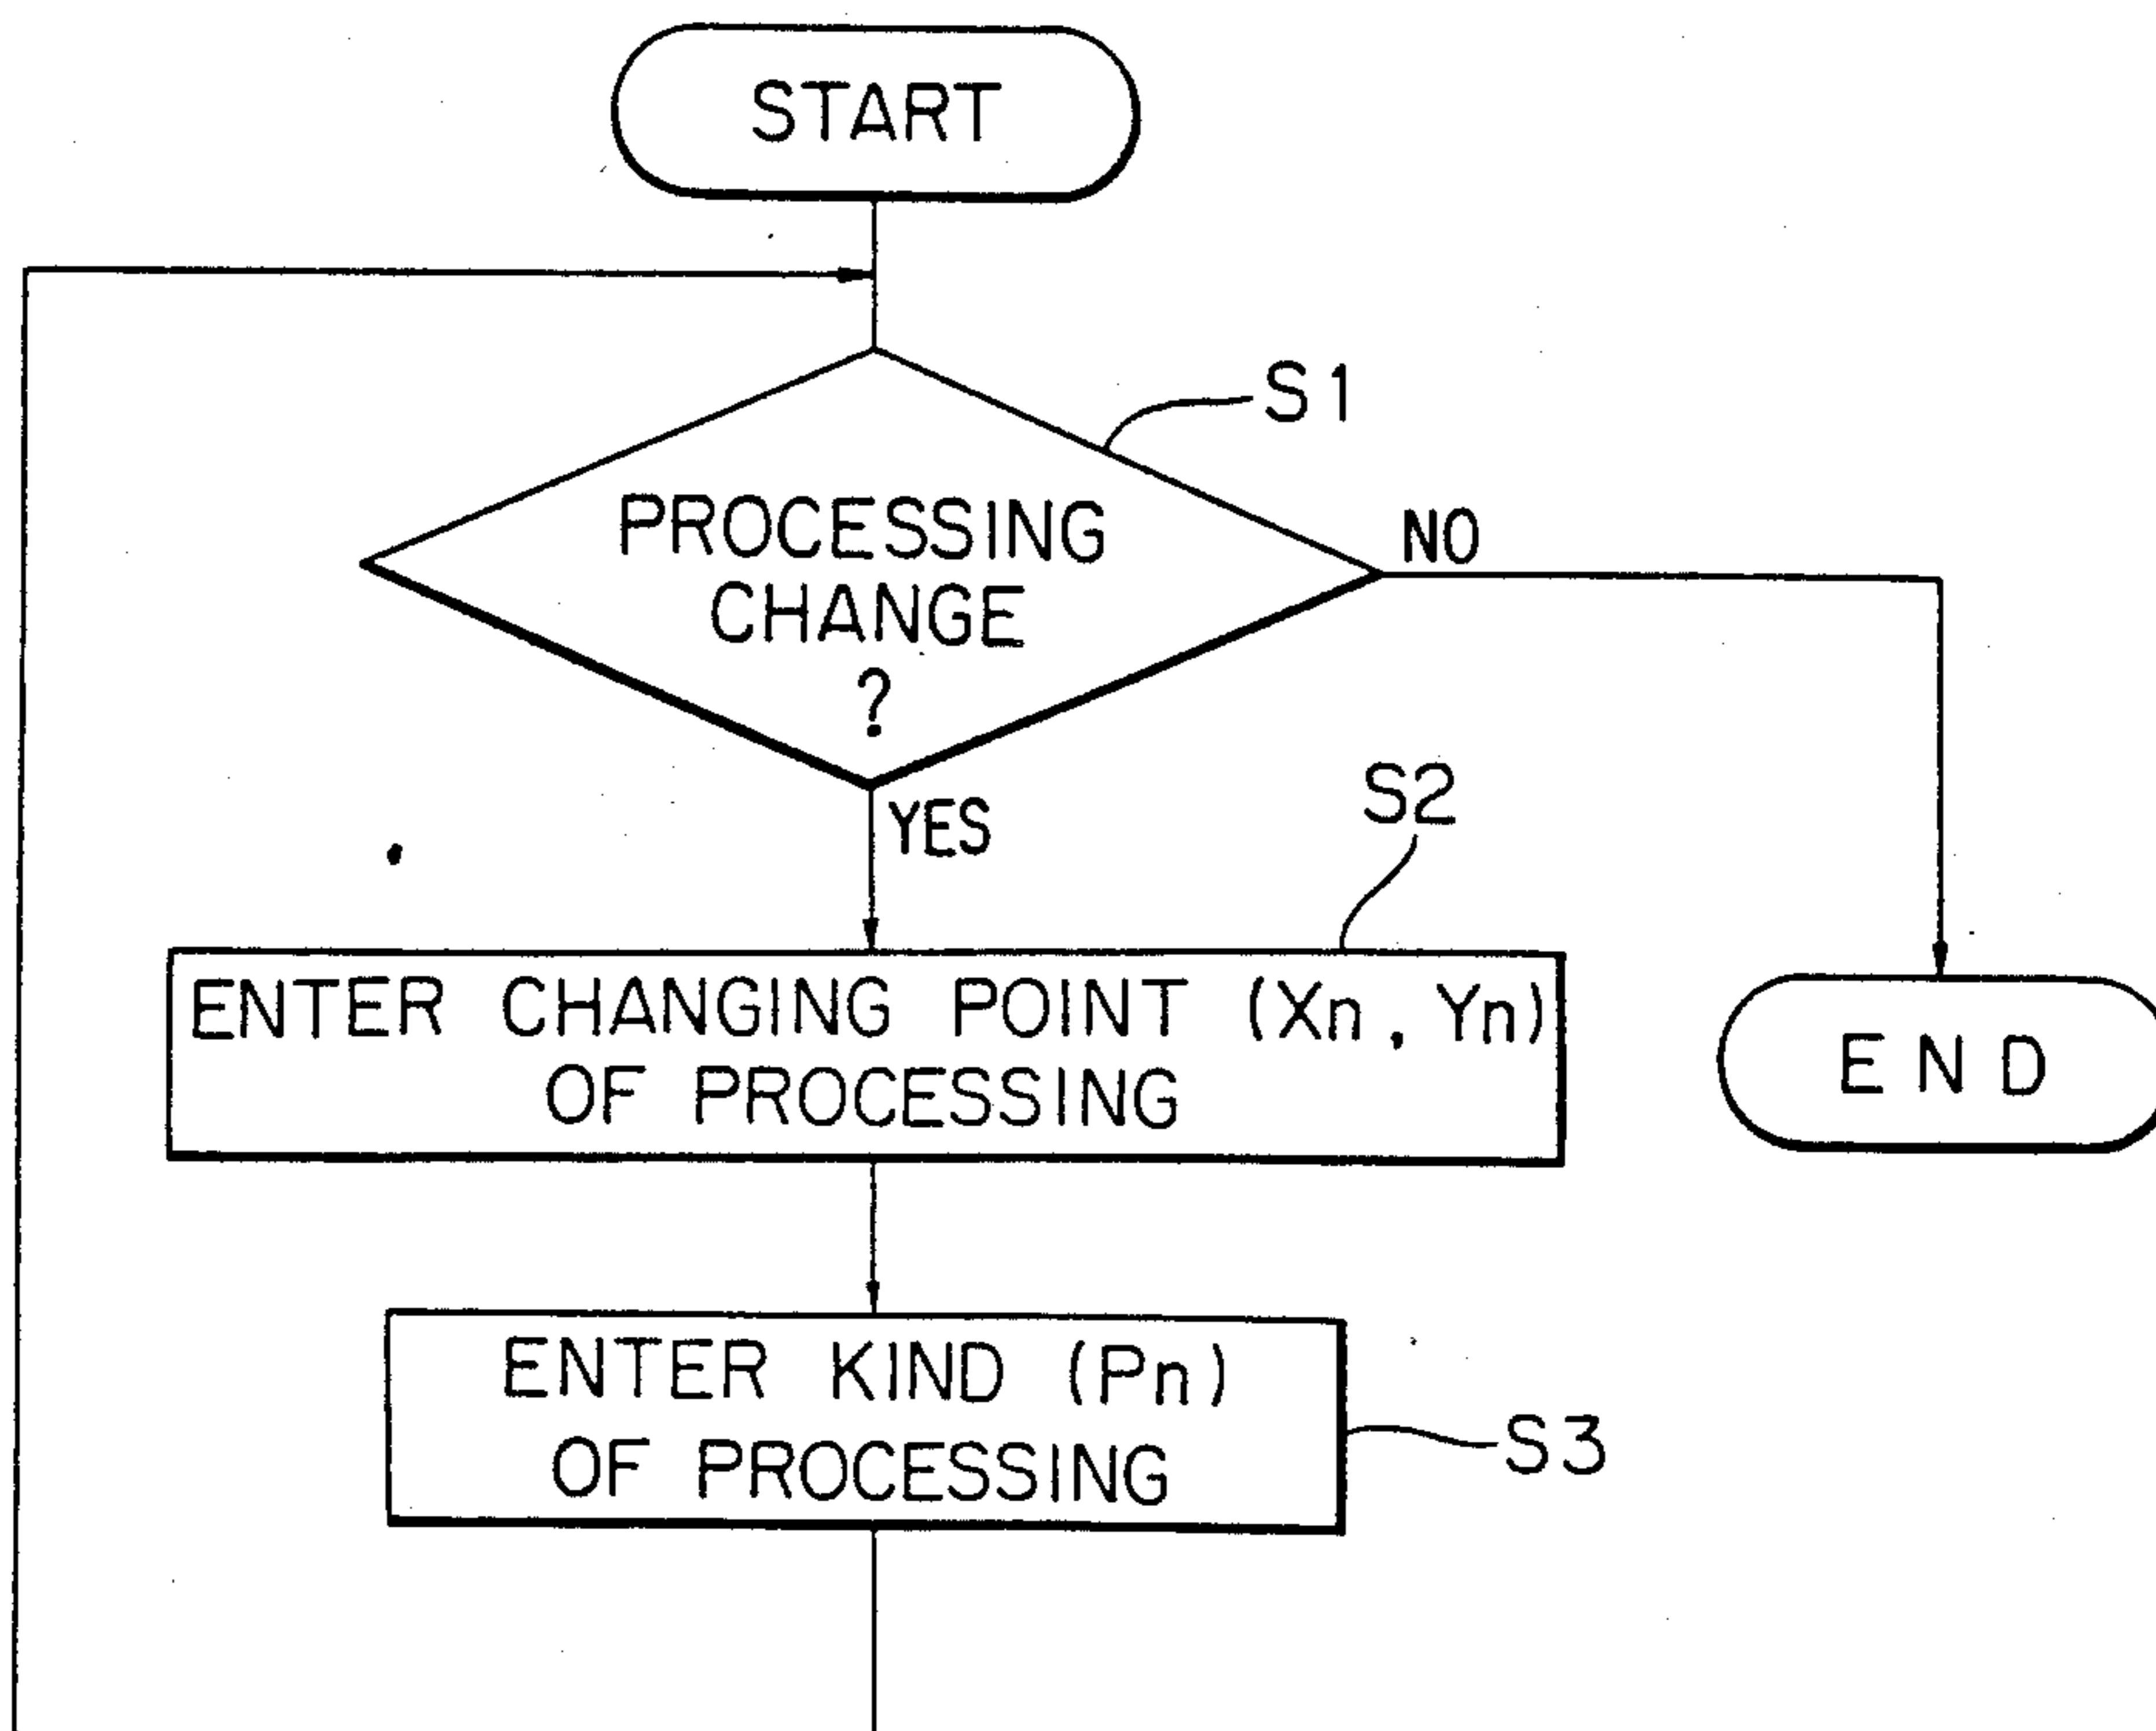 START
S1
PROCESSING
CHANGE
?
NO
YES
S2
ENTER CHANGING POINT (Xn, Yn)
OF PROCESSING
END
ENTER KIND (Pn)
OF PROCESSING
S3